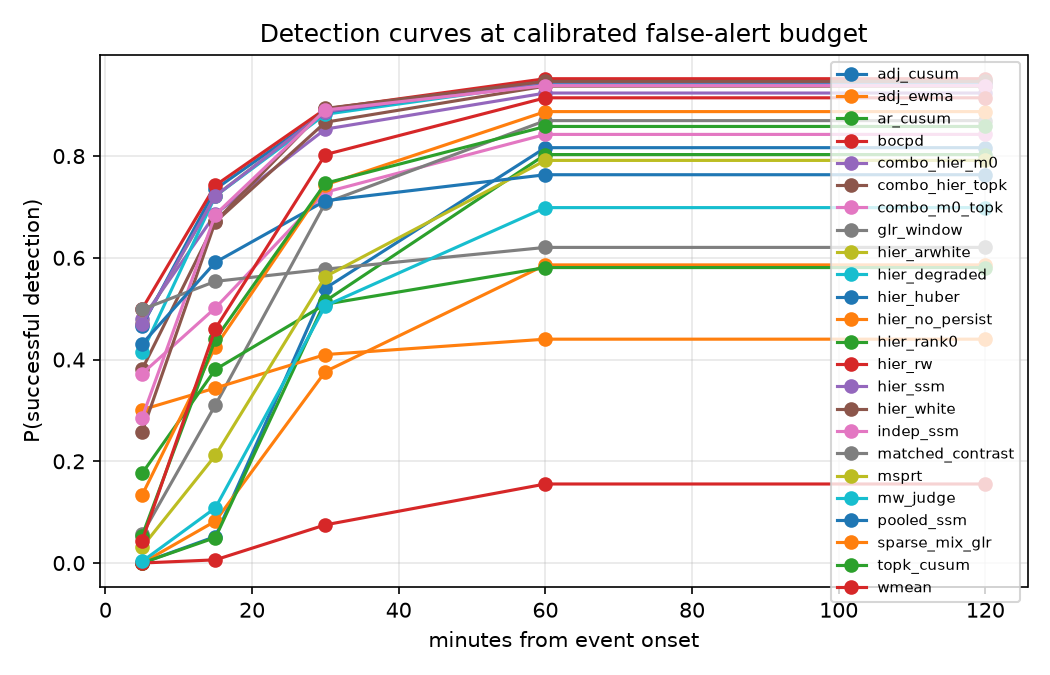 Detection curves at calibrated false-alert budget
P(successful detection)
0.8
0.6
0.4
0.2
0.0
0 20 40 60 80 100 120
minutes from event onset
adj_cusum
adj_ewma
ar_cusum
bocpd
combo_hier_m0
combo_hier_topk
combo_m0_topk
glr_window
hier_arwhite
hier_degraded
hier_huber
hier_no_persist
hier_rank0
hier_rw
hier_ssm
hier_white
indep_ssm
matched_contrast
msprt
mw_judge
pooled_ssm
sparse_mix_glr
topk_cusum
wmean